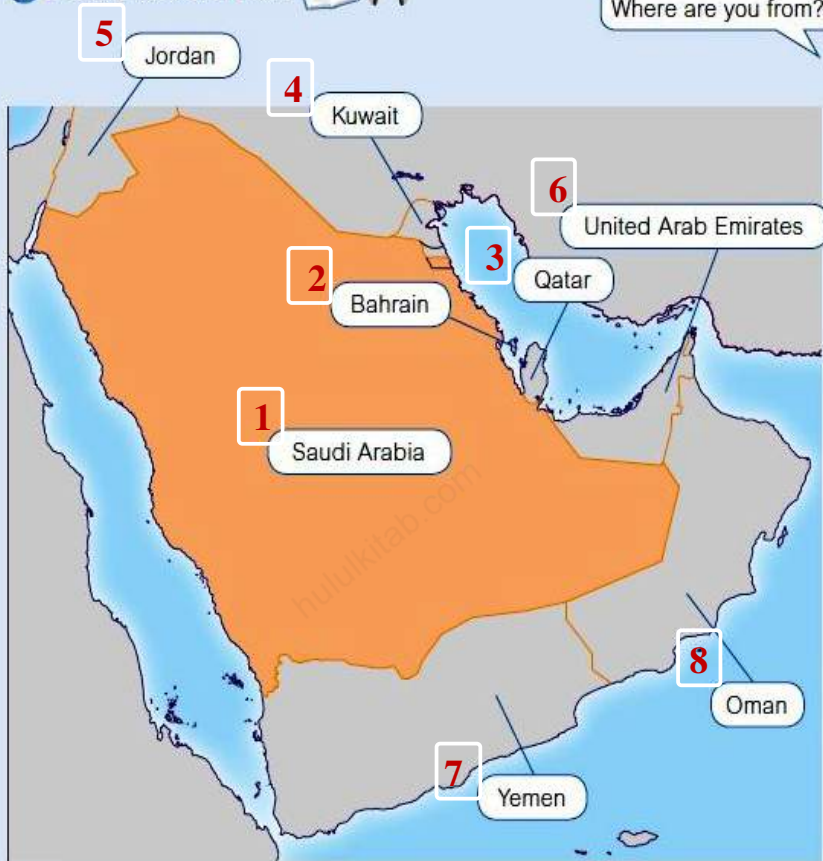 Where are you from?
5
Jordan
4
Kuwait
6
United Arab Emirates
3
Qatar
2
Bahrain
1
Saudi Arabia
hululkitab.com
8
Oman
7
Yemen